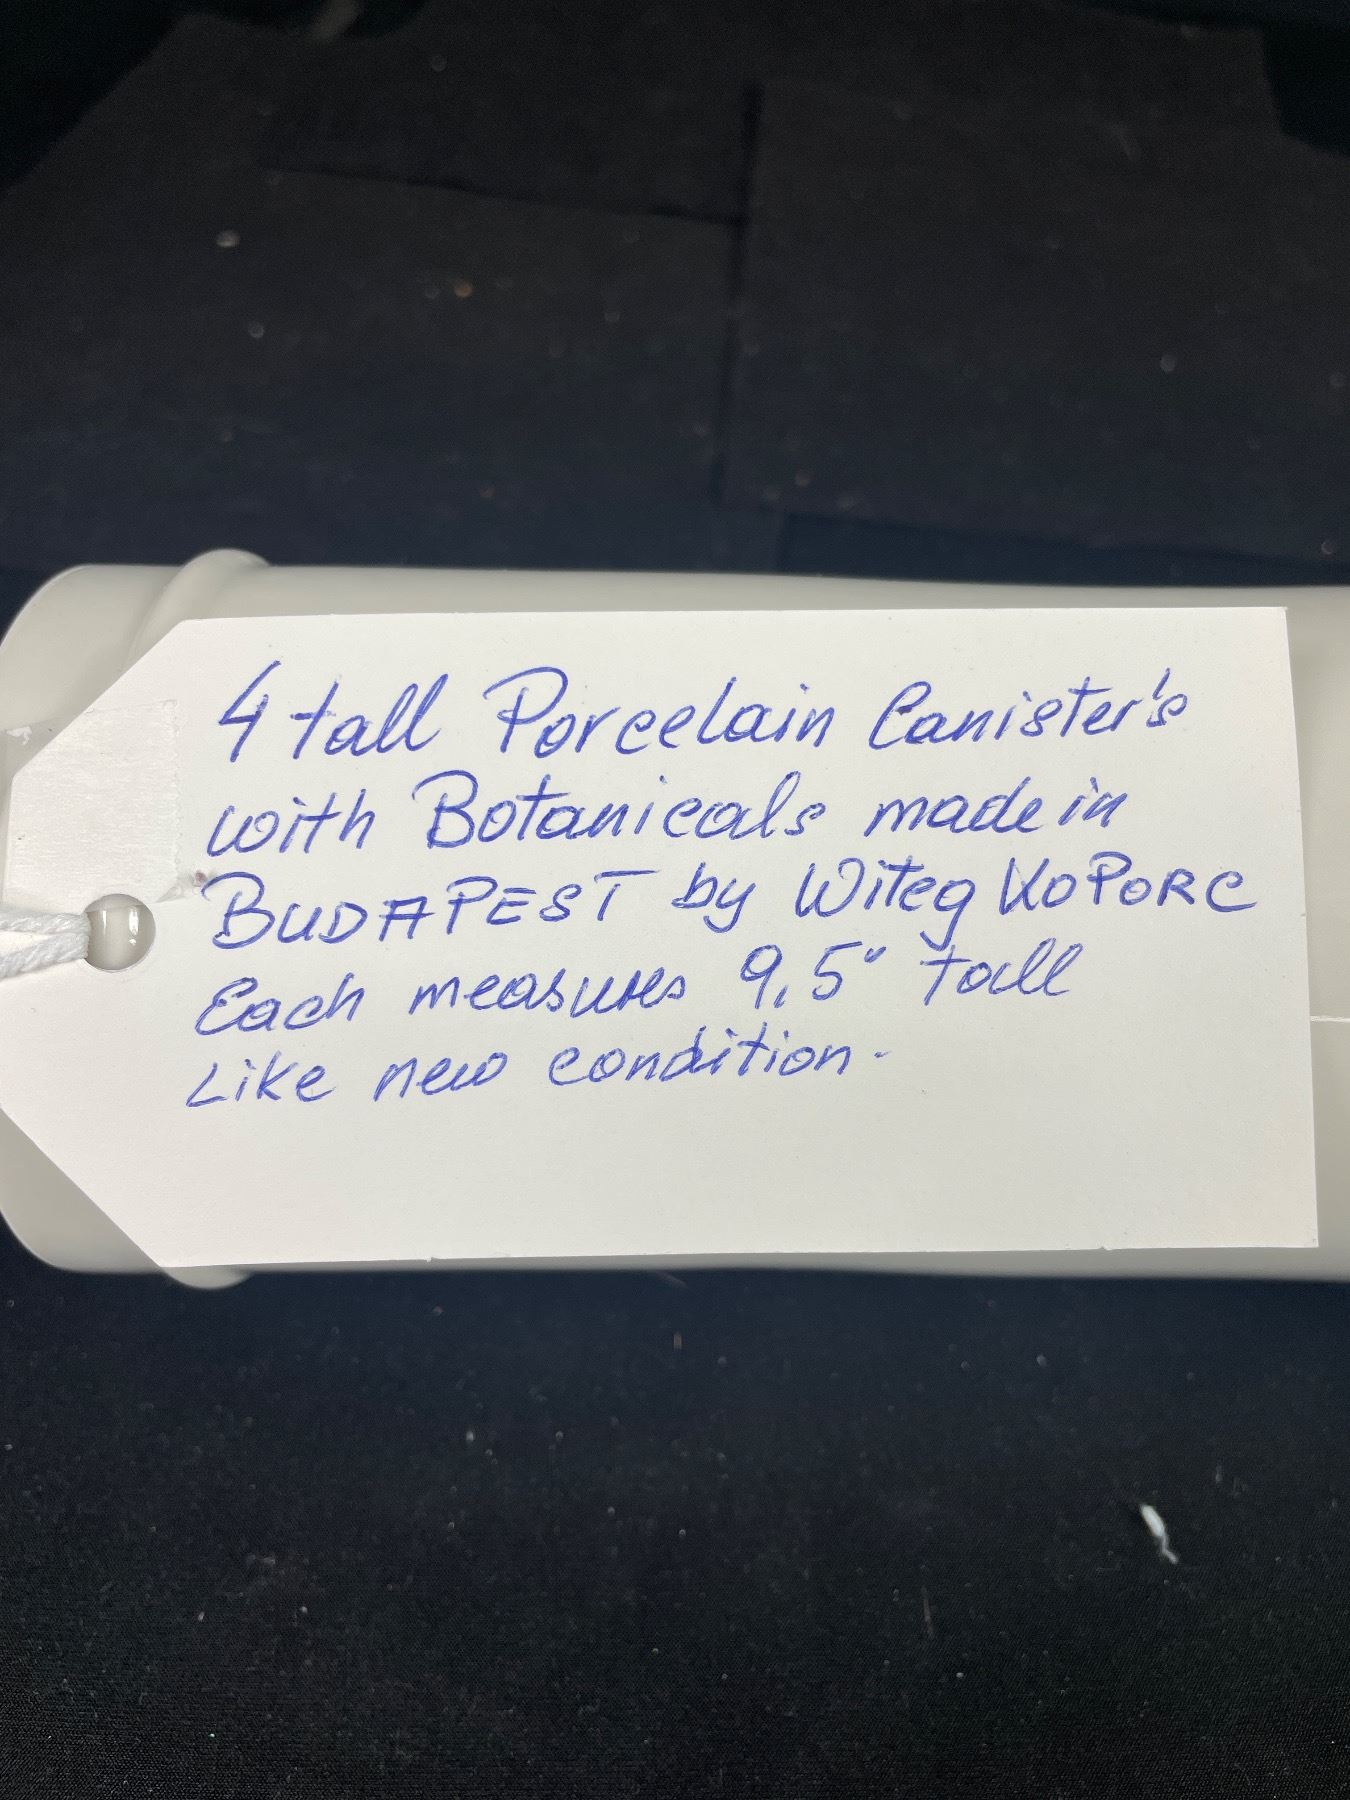 4 tall Porcelain Canister's
with Botanicals made in
BUDAPEST by Witeg KOPORC
Each measures 9,5" tall
Like new condition.